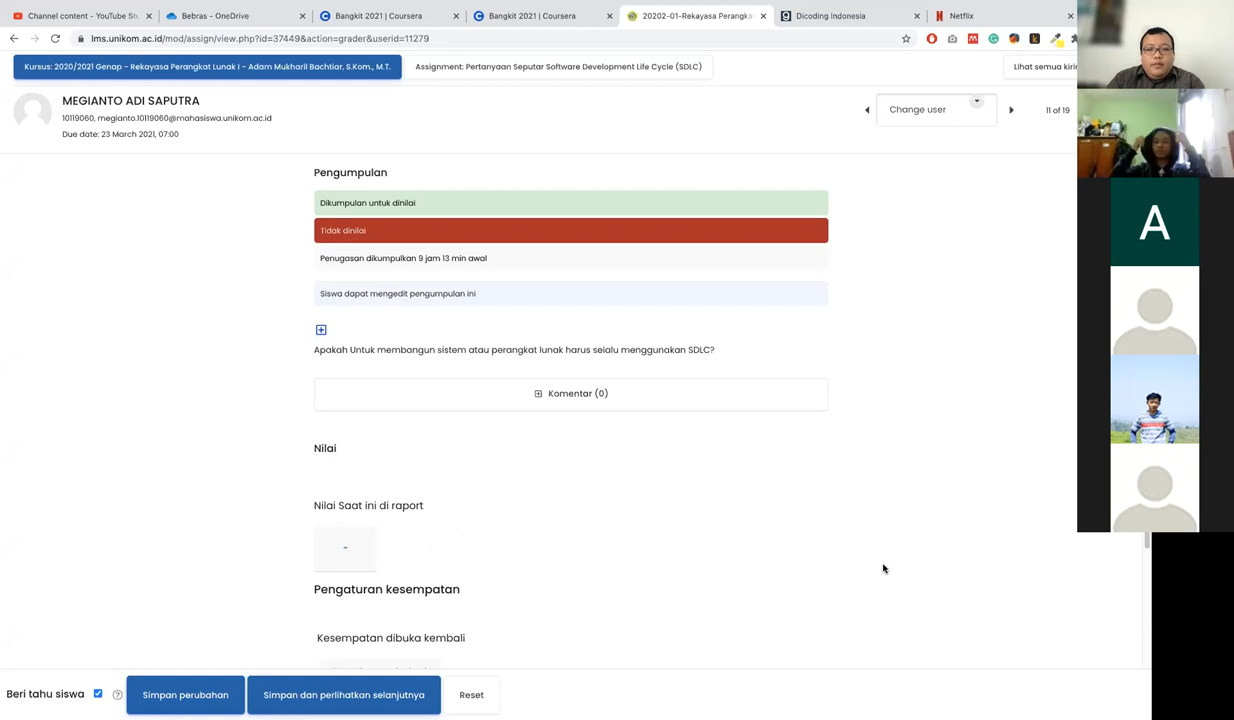 Channel content - YouTube St
Bebras - OneDrive
Bangkit 2021 | Coursera
Bangkit 2021 | Coursera
20202-01-Rekayasa Perangka
Dicoding Indonesia
Netflix
lms.unikom.ac.id/mod/assign/view.php?id=37449&action=grader&userid=11279
Kursus: 2020/2021 Genap - Rekayasa Perangkat Lunak I - Adam Mukharil Bachtiar, S.Kom., M.T.
Assignment: Pertanyaan Seputar Software Development Life Cycle (SDLC)
Lihat semua kirir
MEGIANTO ADI SAPUTRA
10119060, megianto.10119060@mahasiswa.unikom.ac.id
Due date: 23 March 2021, 07:00
Change user
11 of 19
Pengumpulan
Dikumpulan untuk dinilai
Tidak dinilai
Penugasan dikumpulkan 9 jam 13 min awal
Siswa dapat mengedit pengumpulan ini
Apakah Untuk membangun sistem atau perangkat lunak harus selalu menggunakan SDLC?
Komentar (0)
Nilai
Nilai Saat ini di raport
-
Pengaturan kesempatan
Kesempatan dibuka kembali
Beri tahu siswa
Simpan perubahan
Simpan dan perlihatkan selanjutnya
Reset
A